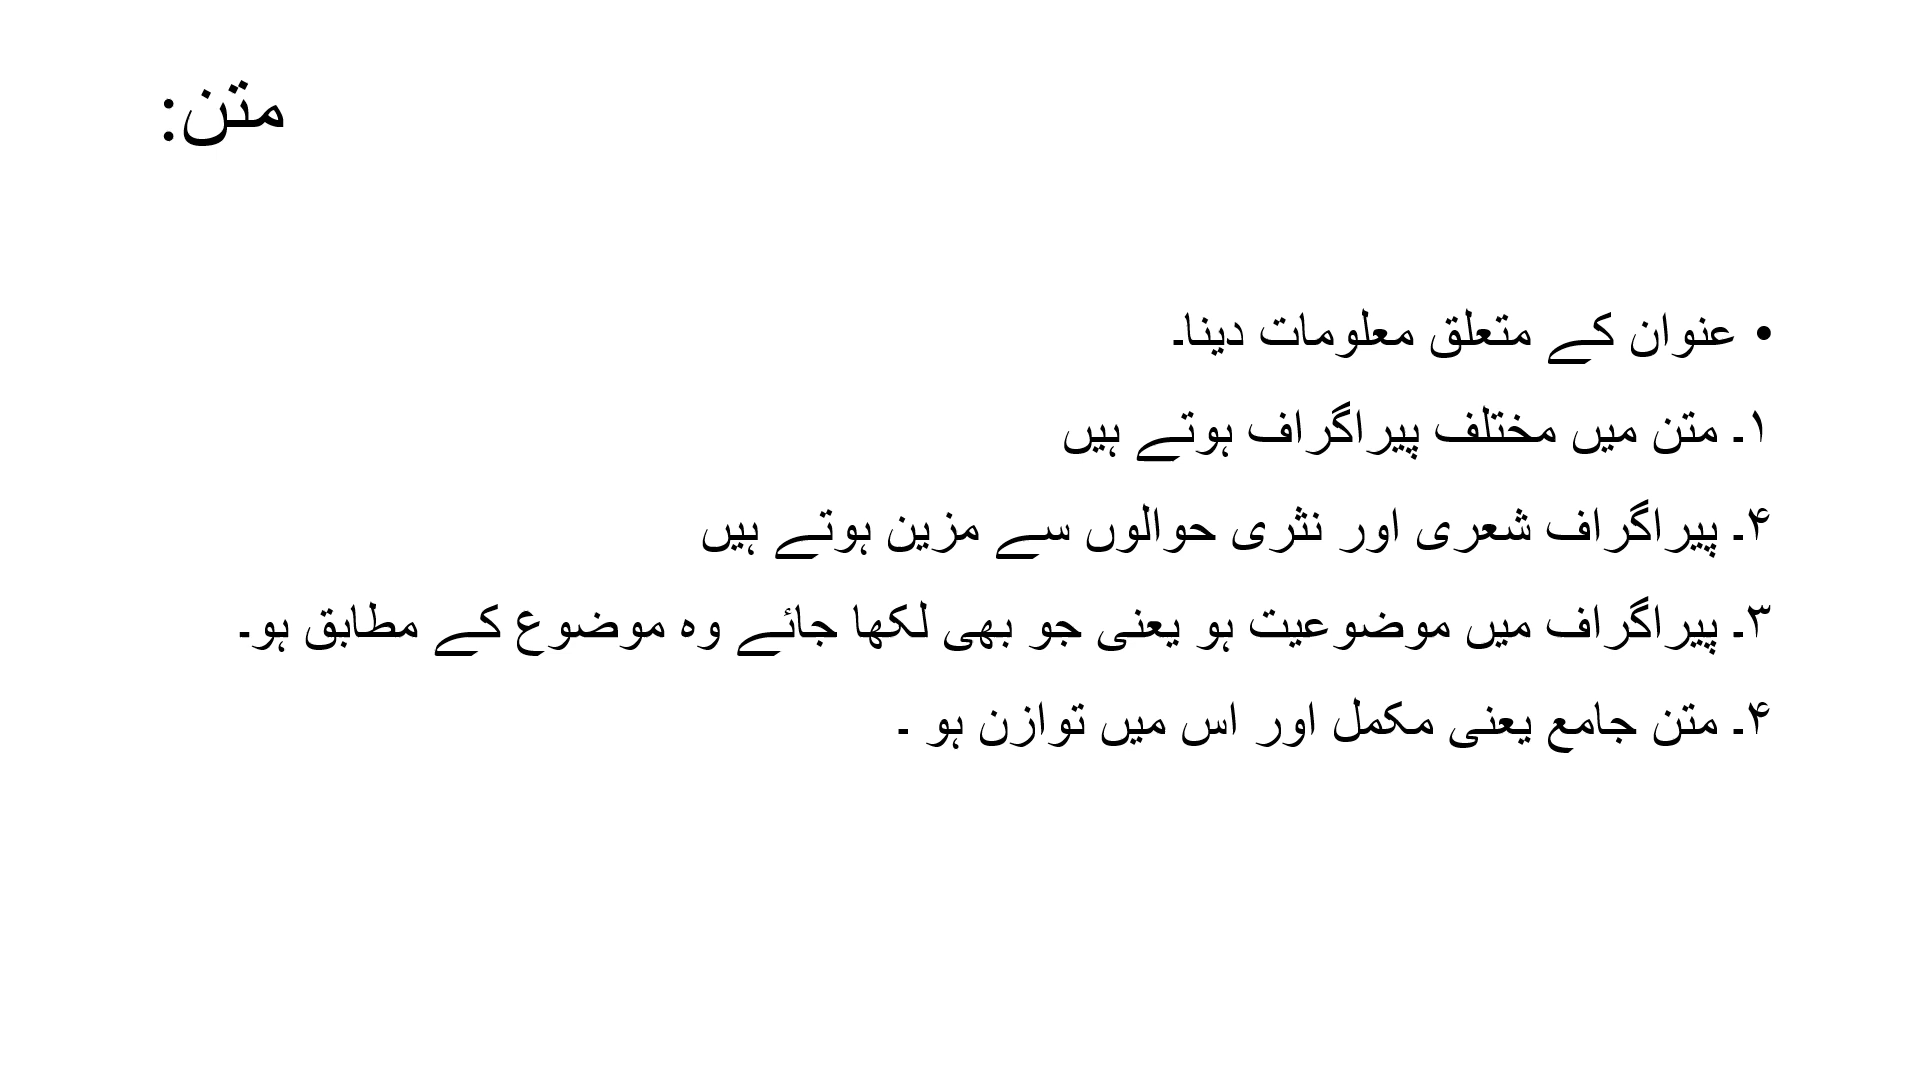 متن:
• عنوان کے متعلق معلومات دینا۔
۱۔ متن میں مختلف پیراگراف ہوتے ہیں
۴۔ پیراگراف شعری اور نثری حوالوں سے مزین ہوتے ہیں
۳۔ پیراگراف میں موضوعیت ہو یعنی جو بھی لکھا جائے وہ موضوع کے مطابق ہو۔
۴۔ متن جامع یعنی مکمل اور اس میں توازن ہو ۔